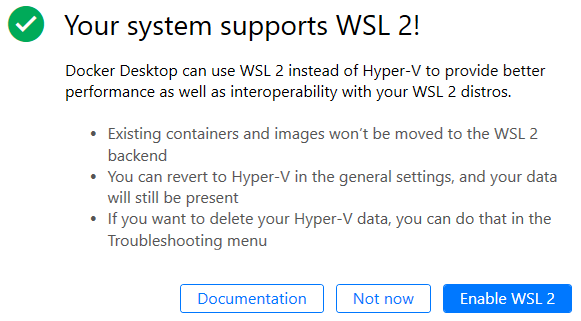 Your system supports WSL 2!
Docker Desktop can use WSL 2 instead of Hyper-V to provide better
performance as well as interoperability with your WSL 2 distros.
• Existing containers and images won’t be moved to the WSL 2
backend
• You can revert to Hyper-V in the general settings, and your data
will still be present
• If you want to delete your Hyper-V data, you can do that in the
Troubleshooting menu
Documentation
Not now
Enable WSL 2